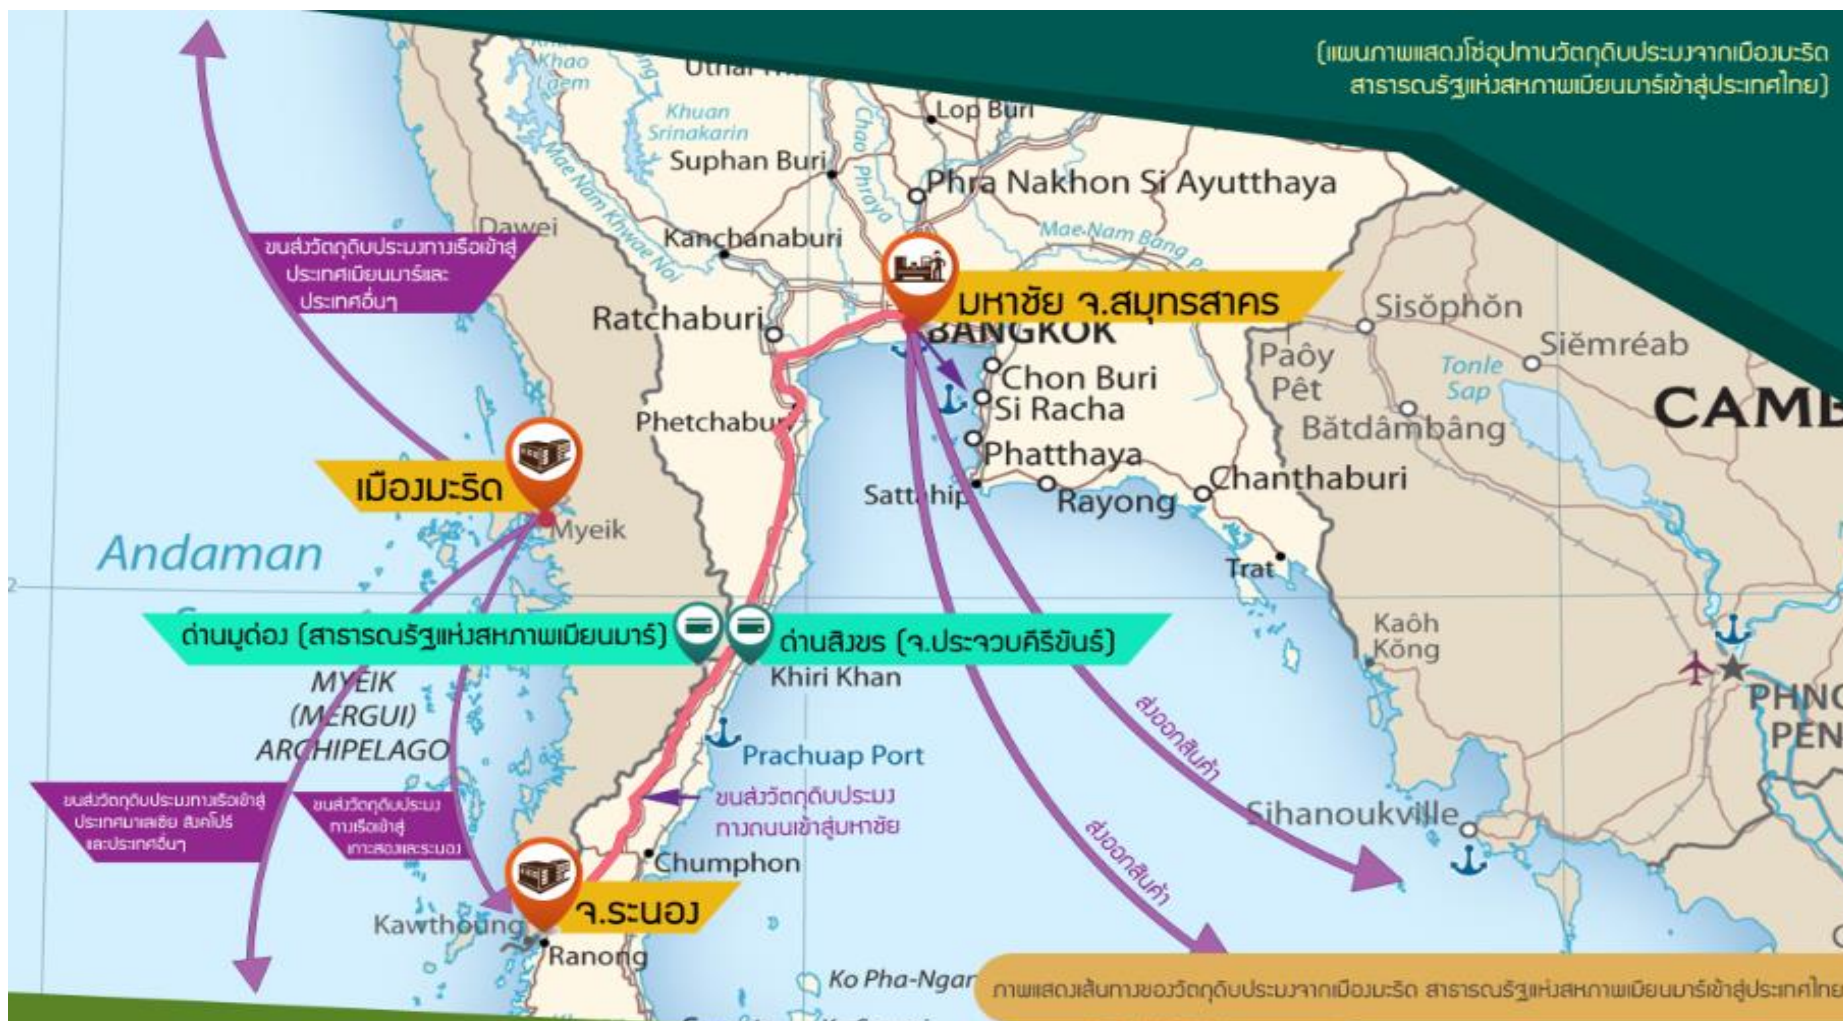 (แผนภาพแสดงโซ่อุปทานวัตถุดิบประมงจากเมืองมะริด
สาธารณรัฐแห่งสหภาพเมียนมาร์เข้าสู่ประเทศไทย)
Khao
Laem
Lop Buri
Khuan
Srinakarin
Chao Phraya
Suphan Buri
Phra Nakhon Si Ayutthaya
Mae Nam Khwae Noi
Dawei
Kanchanaburi
Mae Nam Bang
ขนส่งวัตถุดิบประมงทางเรือเข้าสู่
ประเทศเมียนมาร์และ
ประเทศอื่นๆ
มหาชัย จ.สมุทรสาคร
Ratchaburi
BANGKOK
Sisŏphŏn
Siĕmréab
Paôy
Pêt
Tonle
Sap
Chon Buri
Si Racha
CAMB
Phetchaburi
Bătdâmbâng
Phatthaya
เมืองมะริด
Sattahip
Rayong
Chanthaburi
Myeik
Andaman
Trat
ด่านมูด่อง (สาธารณรัฐแห่งสหภาพเมียนมาร์)
ด่านสิงขร (จ.ประจวบคีรีขันธ์)
Kaôh
Kŏng
Khiri Khan
MYEIK
(MERGUI)
ARCHIPELAGO
PHNO
PEN
Prachuap Port
ส่งออกสินค้า
ขนส่งวัตถุดิบประมงทางเรือเข้าสู่
ประเทศมาเลเซีย สิงคโปร์
และประเทศอื่นๆ
ขนส่งวัตถุดิบประมง
ทางเรือเข้าสู่
เกาะสองและระนอง
ขนส่งวัตถุดิบประมง
ทางถนนเข้าสู่มหาชัย
Sihanoukville
ส่งออกสินค้า
Chumphon
จ.ระนอง
Kawthoung
Ranong
Ko Pha-Ngan
ภาพแสดงเส้นทางของวัตถุดิบประมงจากเมืองมะริด สาธารณรัฐแห่งสหภาพเมียนมาร์เข้าสู่ประเทศไทย